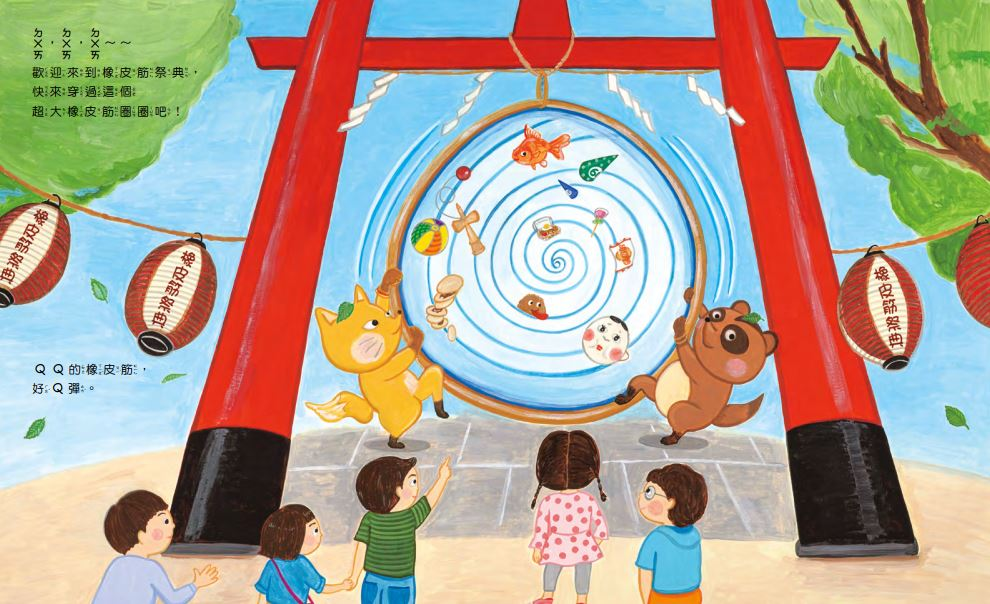 ㄉㄨㄞ，ㄉㄨㄞ，ㄉㄨㄞ～～
歡迎來到橡皮筋祭典，
快來穿過這個
超大橡皮筋圈圈吧！
橡皮筋祭典
橡皮筋祭典
橡皮筋祭典
ＱＱ的橡皮筋，
好Ｑ彈。